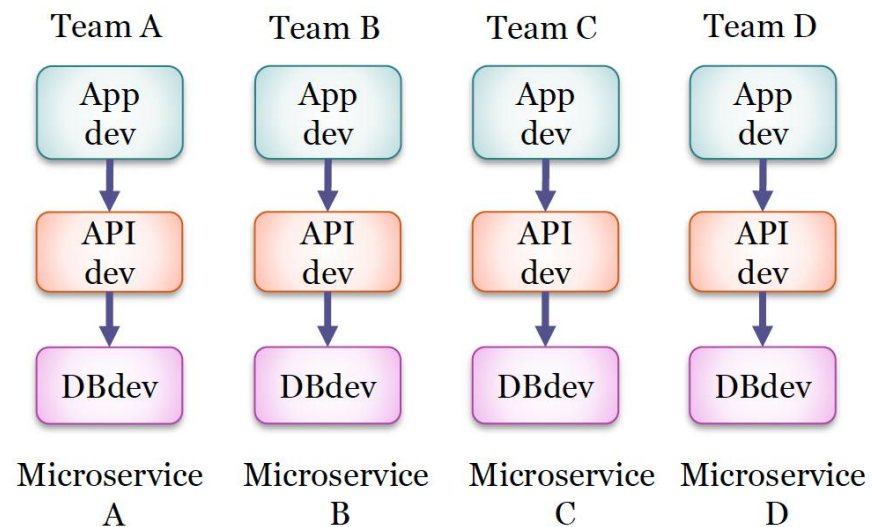 Team A
Team B
Team C
Team D
App
dev
App
dev
App
dev
App
dev
API
dev
API
dev
API
dev
API
dev
DBdev
DBdev
DBdev
DBdev
Microservice
A
Microservice
B
Microservice
C
Microservice
D